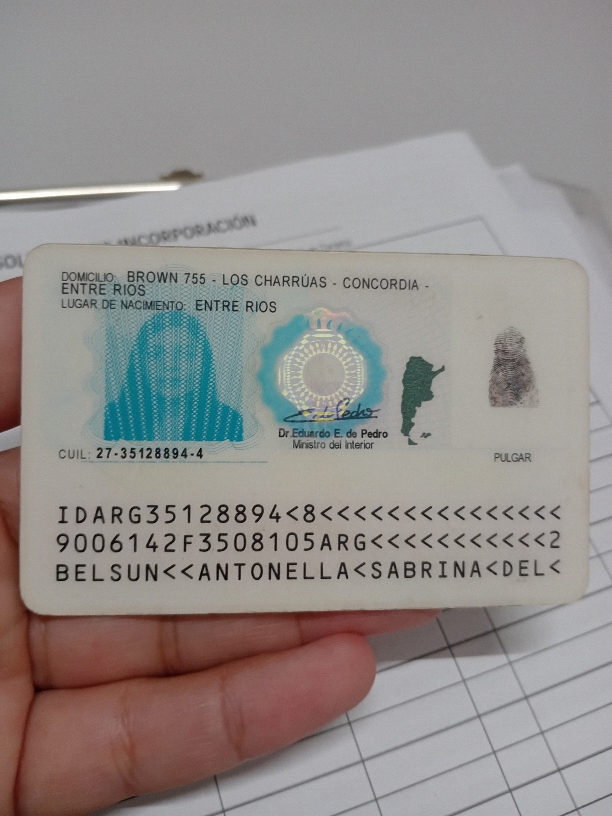 INCORPORACIÓN
DOMICILIO: BROWN 755 - LOS CHARRÚAS - CONCORDIA -
ENTRE RIOS
LUGAR DE NACIMIENTO: ENTRE RIOS
Dr. Eduardo E. de Pedro
Ministro del Interior
CUIL: 27-35128894-4
PULGAR
IDARG35128894<8<<<<<<<<<<<<<<<
9006142F3508105ARG<<<<<<<<<<<2
BELSUN<<ANTONELLA<SABRINA<DEL<